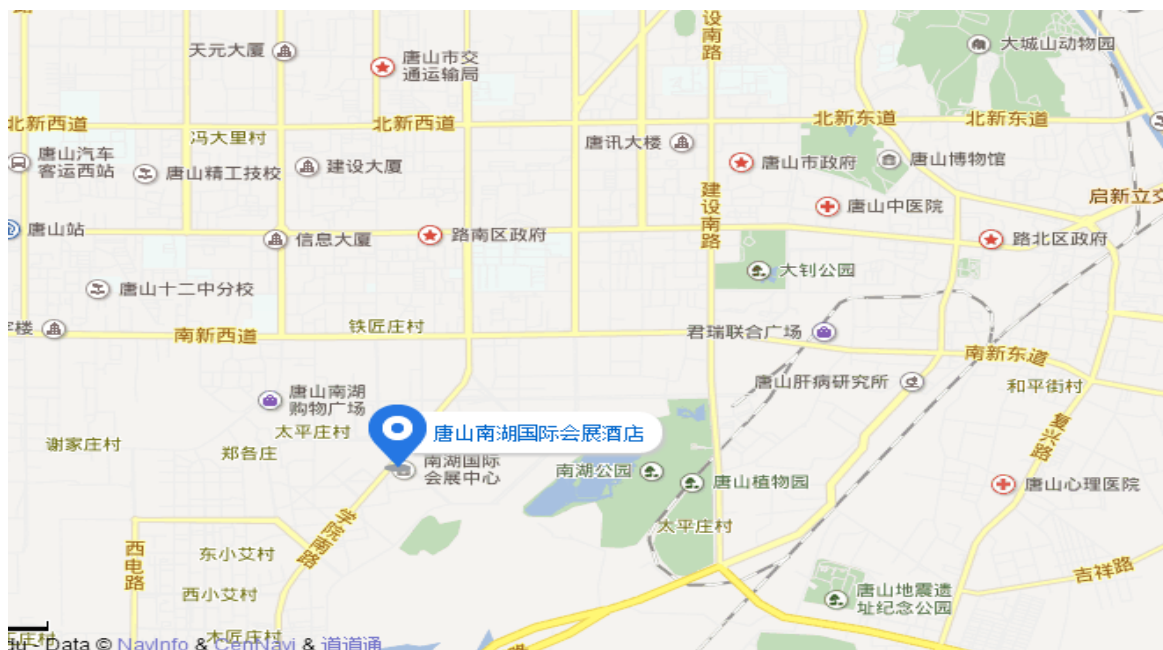 天元大厦
唐山市交
通运输局
建设南路
大城山动物园
北新西道
冯大里村
北新西道
唐讯大楼
北新东道
北新东道
唐山汽车
客运西站
唐山精工技校
建设大厦
唐山市政府
唐山博物馆
唐山中医院
启新立交
唐山站
信息大厦
路南区政府
建设南路
路北区政府
大钊公园
唐山十二中分校
南新西道
铁匠庄村
君瑞联合广场
南新东道
唐山肝病研究所
和平街村
唐山南湖
购物广场
太平庄村
谢家庄村
郑各庄
唐山南湖国际会展酒店
复兴路
南湖国际
会展中心
南湖公园
唐山植物园
唐山心理医院
学院南路
太平庄村
西电路
东小艾村
西小艾村
吉祥路
唐山地震遗
址纪念公园
木匠庄村
Data © NavInfo & CenNavi & 道道通